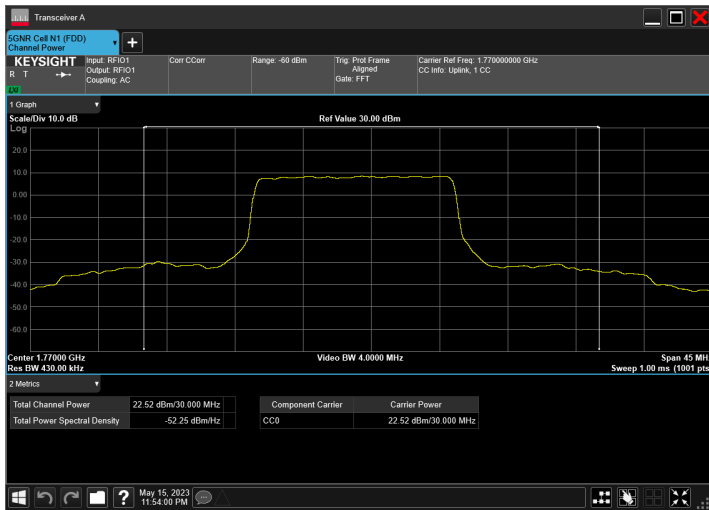 Transceiver A
5GNR Cell N1 (FDD)
Channel Power
KEYSIGHT
R T
LXI
Input: RFIO1
Output: RFIO1
Coupling: AC
Corr CCorr
Range: -60 dBm
Trig: Prot Frame
Aligned
Gate: FFT
Carrier Ref Freq: 1.770000000 GHz
CC Info: Uplink, 1 CC
1 Graph
Scale/Div 10.0 dB
Ref Value 30.00 dBm
Log
20.0
10.0
0.00
-10.0
-20.0
-30.0
-40.0
-50.0
-60.0
Center 1.77000 GHz
Video BW 4.0000 MHz
Span 45 MH
Res BW 430.00 kHz
Sweep 1.00 ms (1001 pts
2 Metrics
Total Channel Power 22.52 dBm/30.000 MHz
Total Power Spectral Density -52.25 dBm/Hz
Component Carrier Carrier Power
CC0 22.52 dBm/30.000 MHz
May 15, 2023
11:54:00 PM